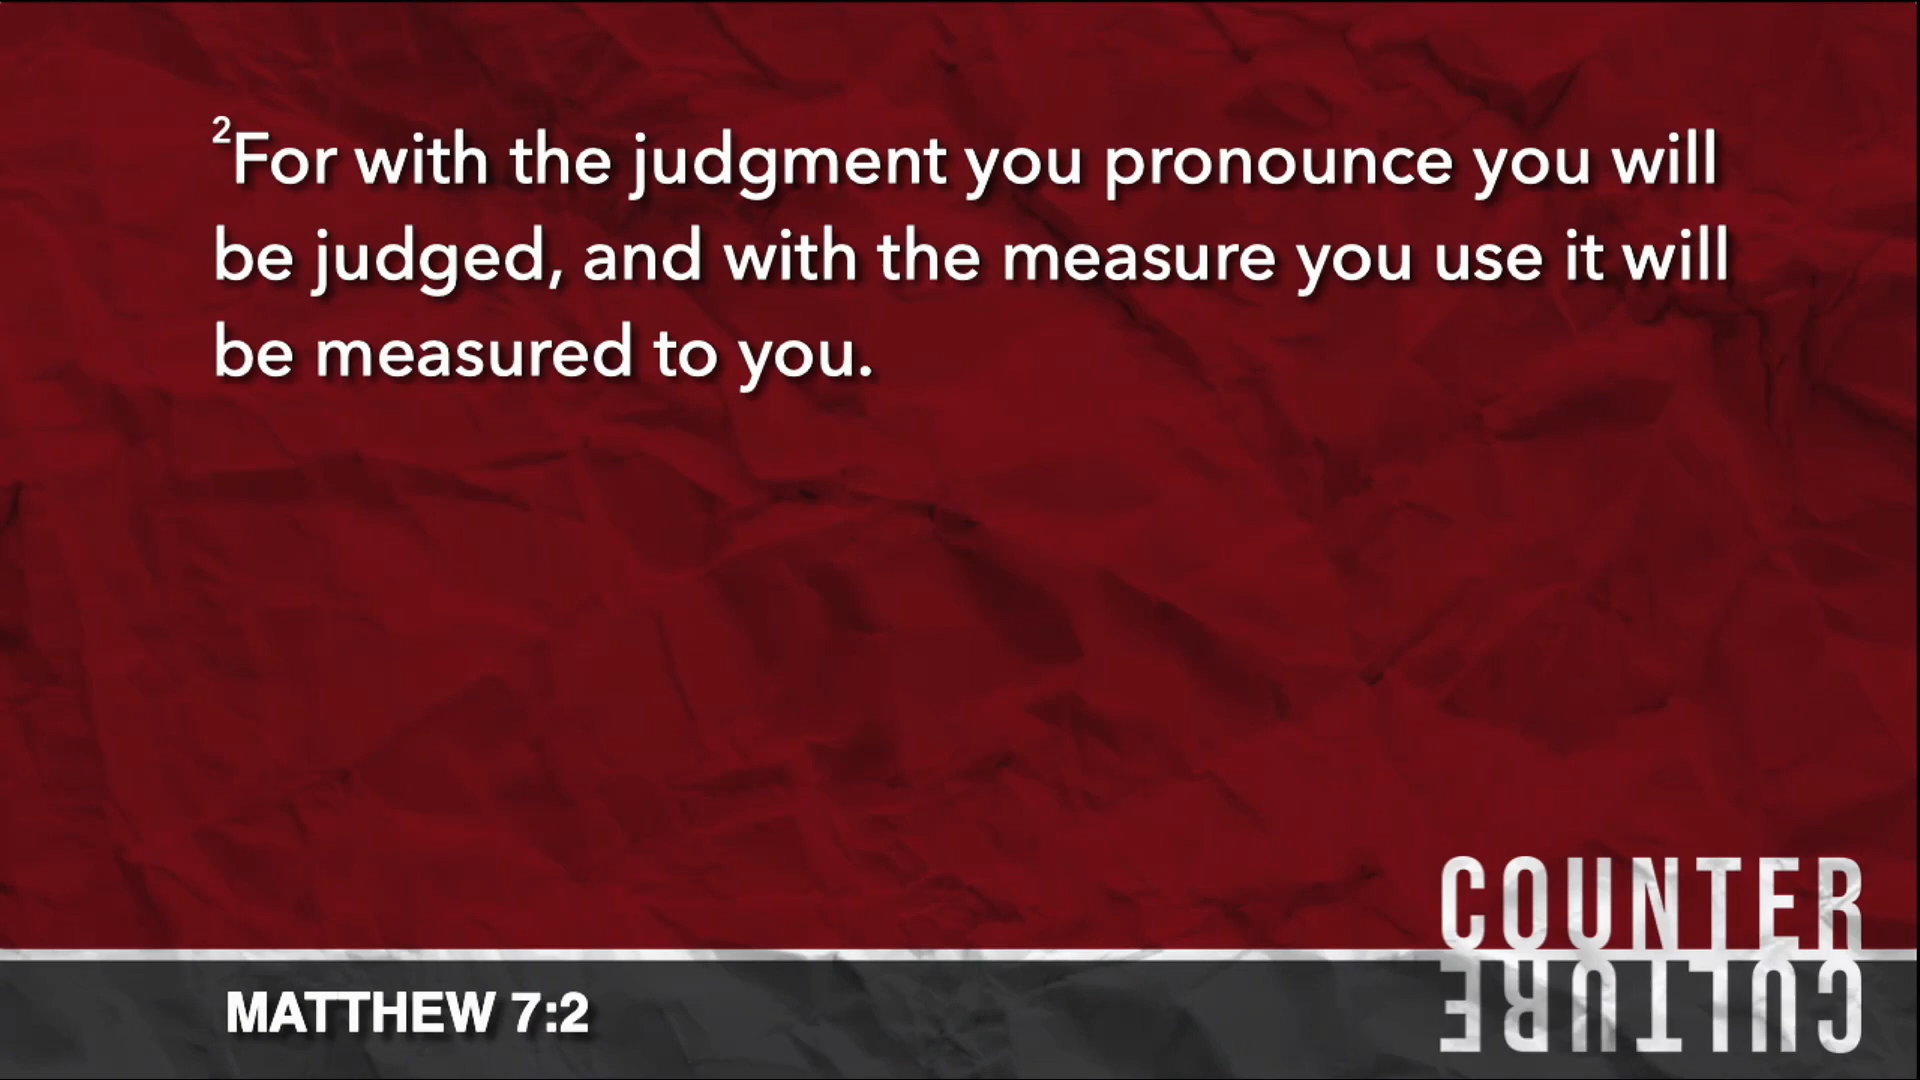 ²For with the judgment you pronounce you will
be judged, and with the measure you use it will
be measured to you.
COUNTER
CULTURE
MATTHEW 7:2